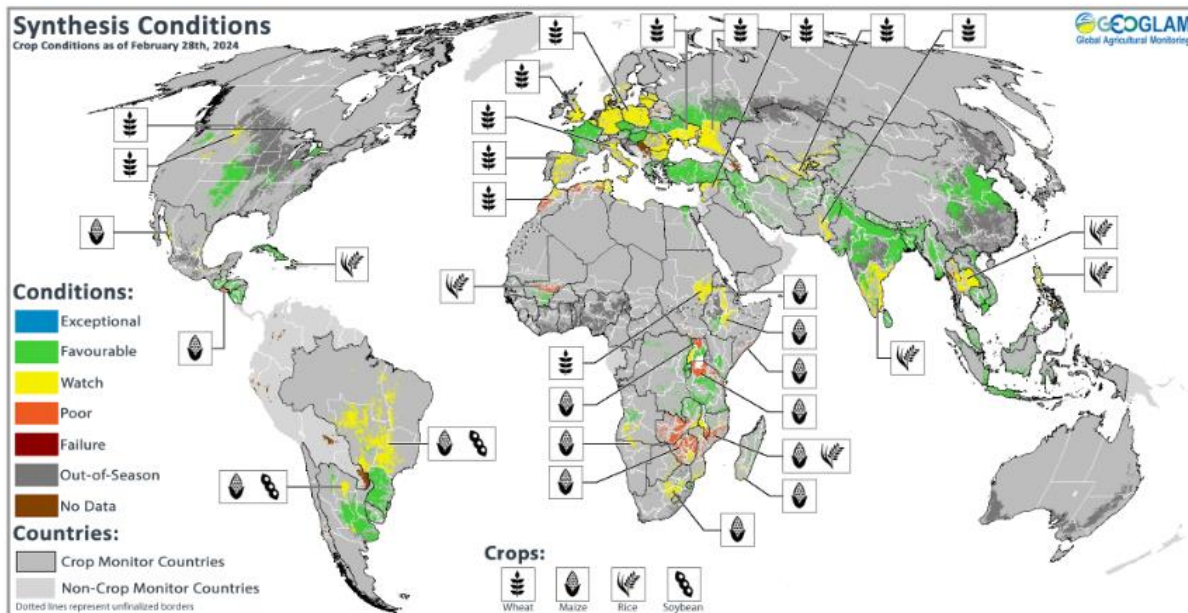 Synthesis Conditions
Crop Conditions as of February 28th, 2024
GEOGLAM
Global Agricultural Monitoring
Conditions:
Exceptional
Favourable
Watch
Poor
Failure
Out-of-Season
No Data
Countries:
Crop Monitor Countries
Non-Crop Monitor Countries
Dotted lines represent unfinalized borders
Crops:
Wheat Maize Rice Soybean